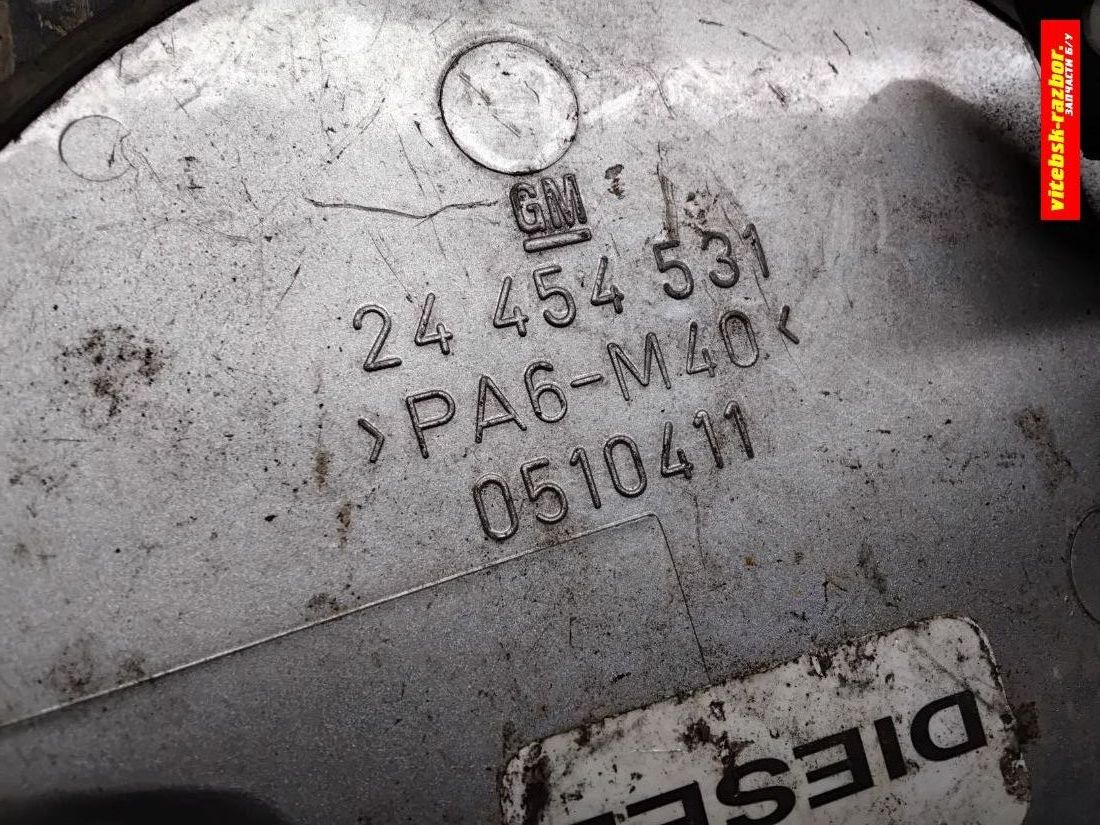 GM
24 454 531
>PA6-M40<
0510411
DIESEL
vitebsk-razbor.
ЗАПЧАСТИ Б/У